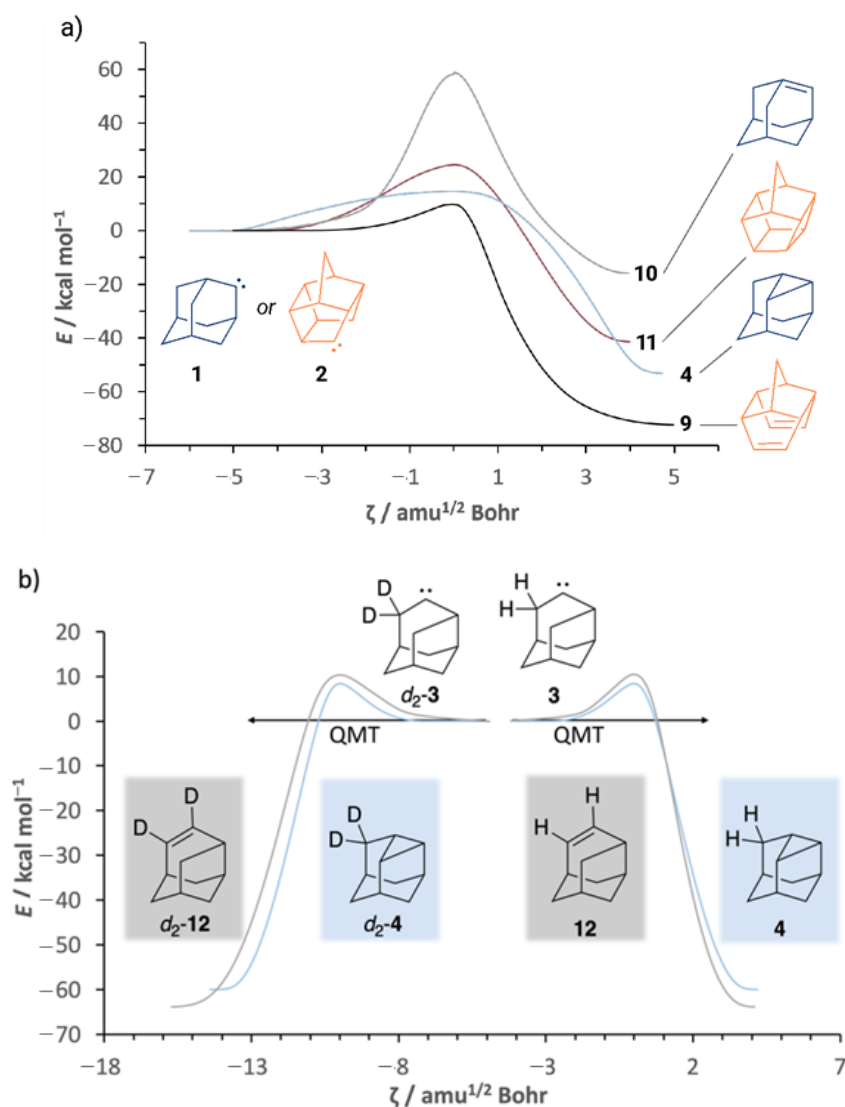 a)
60
40
20
0
−20
−40
−60
−80
E / kcal mol⁻¹
1
or
2
10
11
4
9
−7
−5
−3
−1
1
3
5
ζ / amu^1/2 Bohr
b)
20
10
0
−10
−20
−30
−40
−50
−60
−70
E / kcal mol⁻¹
D
D
d₂-3
H
H
3
QMT
QMT
D
D
d₂-12
D
D
d₂-4
H
H
12
H
H
4
−18
−13
−8
−3
2
7
ζ / amu^1/2 Bohr